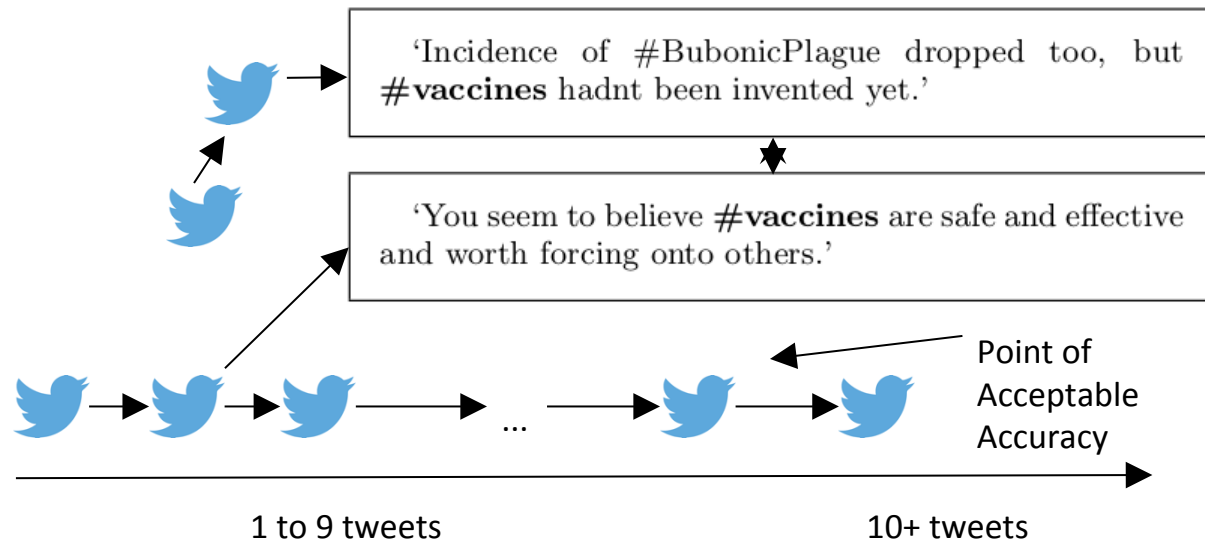 ‘Incidence of #BubonicPlague dropped too, but
#vaccines hadnt been invented yet.’
‘You seem to believe #vaccines are safe and effective
and worth forcing onto others.’
Point of
Acceptable
Accuracy
...
1 to 9 tweets
10+ tweets